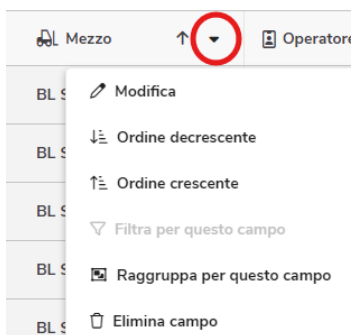 Mezzo Operatore
BL S
Modifica
BL S
Ordine decrescente
Ordine crescente
BL S
Filtra per questo campo
BL S
Raggruppa per questo campo
BL S
Elimina campo